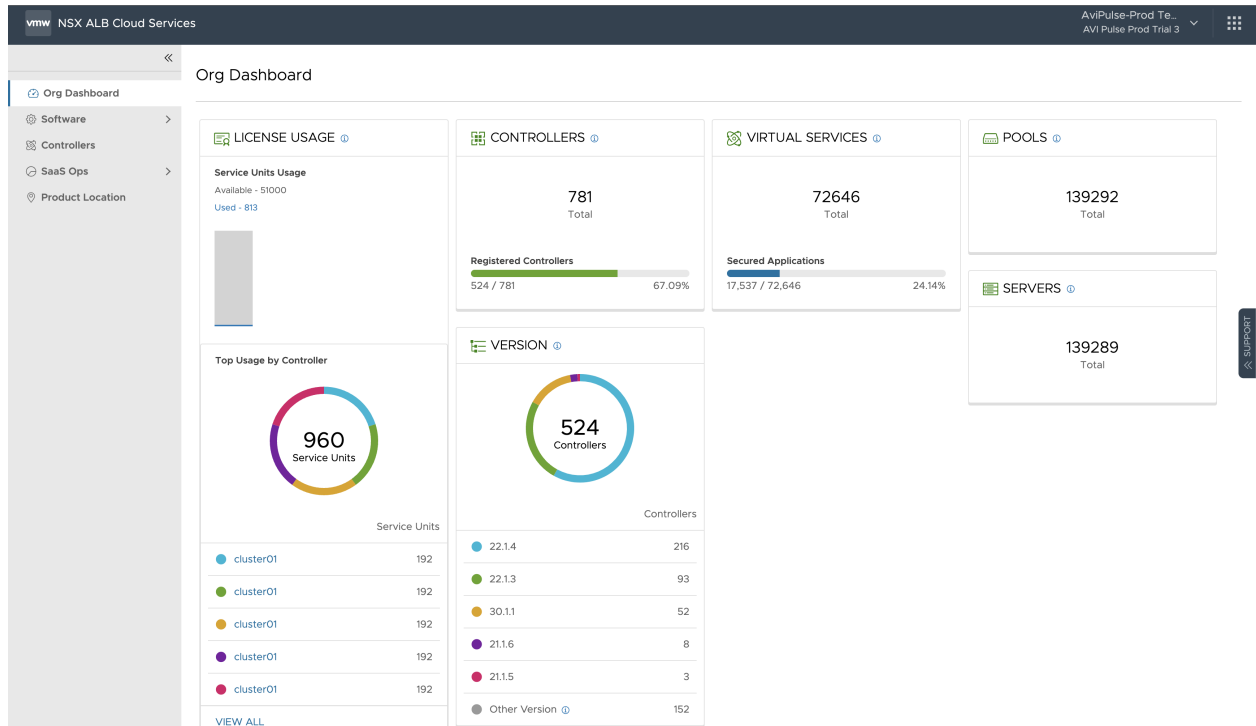 vmw NSX ALB Cloud Services
AviPulse-Prod Te...
AVI Pulse Prod Trial 3
Org Dashboard
Software
Controllers
SaaS Ops
Product Location
Org Dashboard
LICENSE USAGE
Service Units Usage
Available - 51000
Used - 813
Top Usage by Controller
960
Service Units
Service Units
cluster01 192
cluster01 192
cluster01 192
cluster01 192
cluster01 192
VIEW ALL
CONTROLLERS
781
Total
Registered Controllers
524 / 781 67.09%
VERSION
524
Controllers
Controllers
22.1.4 216
22.1.3 93
30.1.1 52
21.1.6 8
21.1.5 3
Other Version 152
VIRTUAL SERVICES
72646
Total
Secured Applications
17,537 / 72,646 24.14%
POOLS
139292
Total
SERVERS
139289
Total
SUPPORT